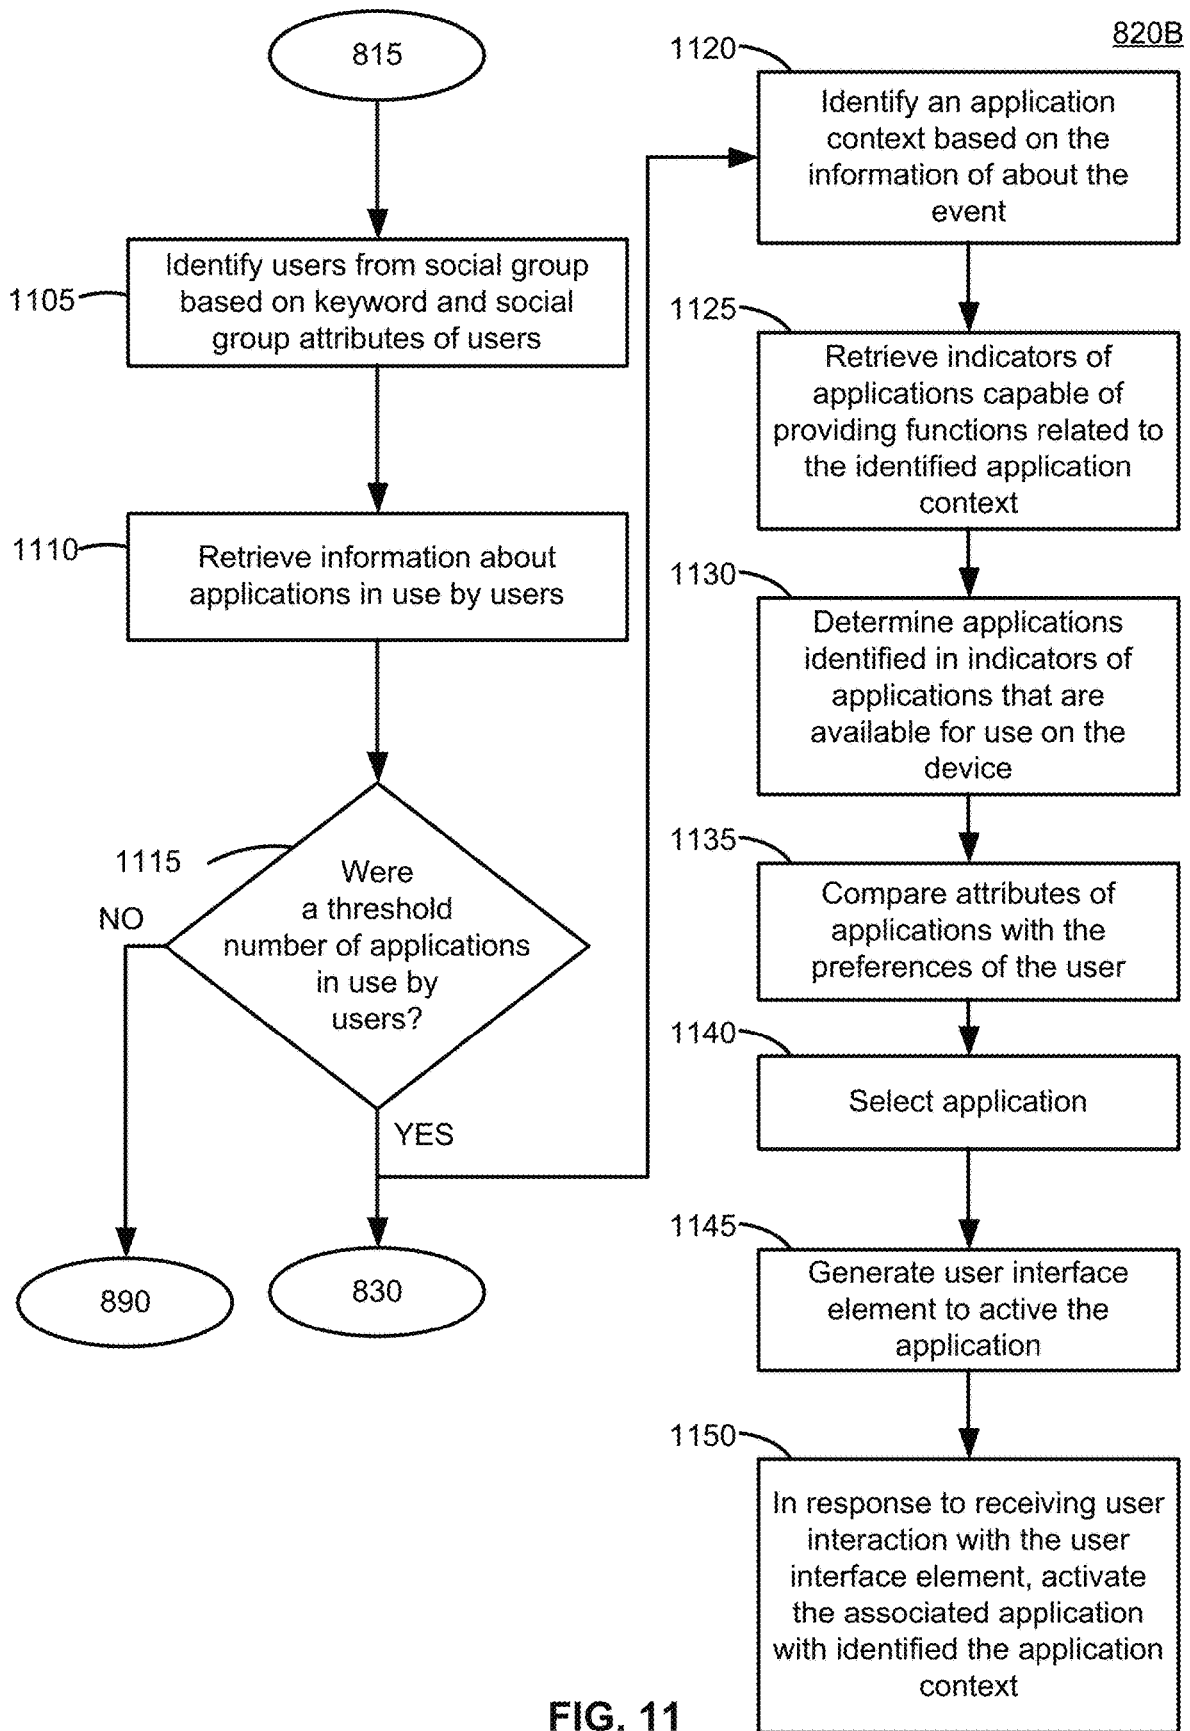 815
1105
Identify users from social group
based on keyword and social
group attributes of users
1110
Retrieve information about
applications in use by users
1115
Were
a threshold
number of applications
in use by
users?
NO
YES
890
830
820B
1120
Identify an application
context based on the
information of about the
event
1125
Retrieve indicators of
applications capable of
providing functions related to
the identified application
context
1130
Determine applications
identified in indicators of
applications that are
available for use on the
device
1135
Compare attributes of
applications with the
preferences of the user
1140
Select application
1145
Generate user interface
element to active the
application
1150
In response to receiving user
interaction with the user
interface element, activate
the associated application
with identified the application
context
FIG. 11